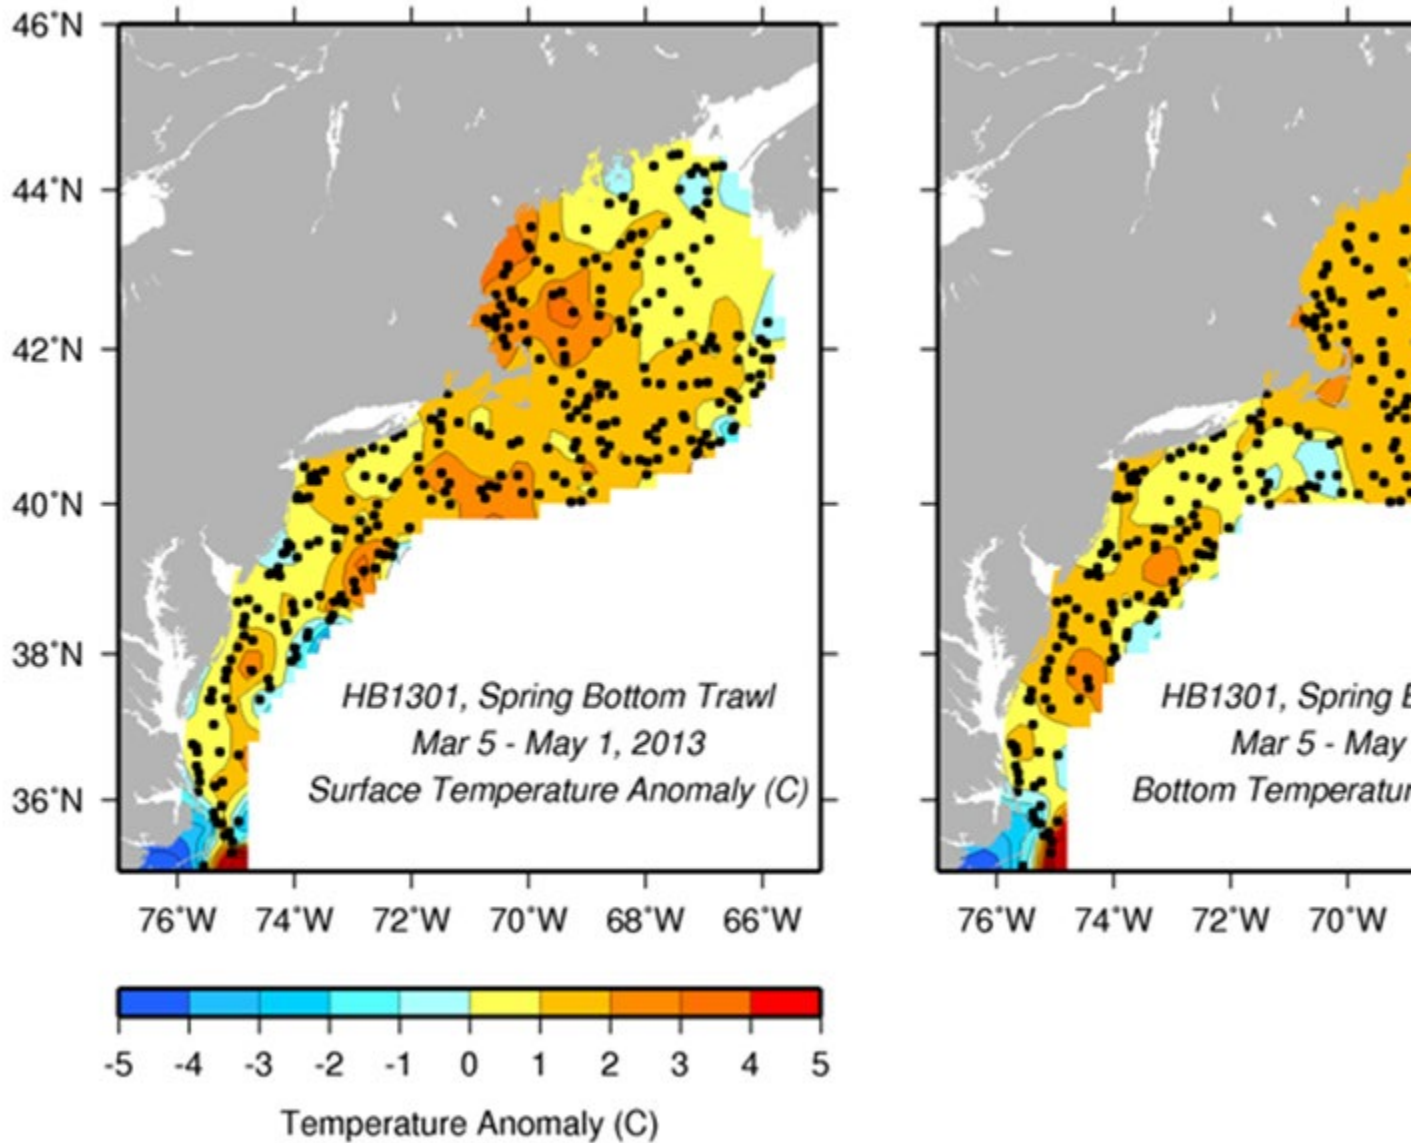 46°N
44°N
42°N
40°N
38°N
36°N
HB1301, Spring Bottom Trawl
Mar 5 - May 1, 2013
Surface Temperature Anomaly (C)
76°W 74°W 72°W 70°W 68°W 66°W
HB1301, Spring B
Mar 5 - May
Bottom Temperatur
76°W 74°W 72°W 70°W
-5 -4 -3 -2 -1 0 1 2 3 4 5
Temperature Anomaly (C)